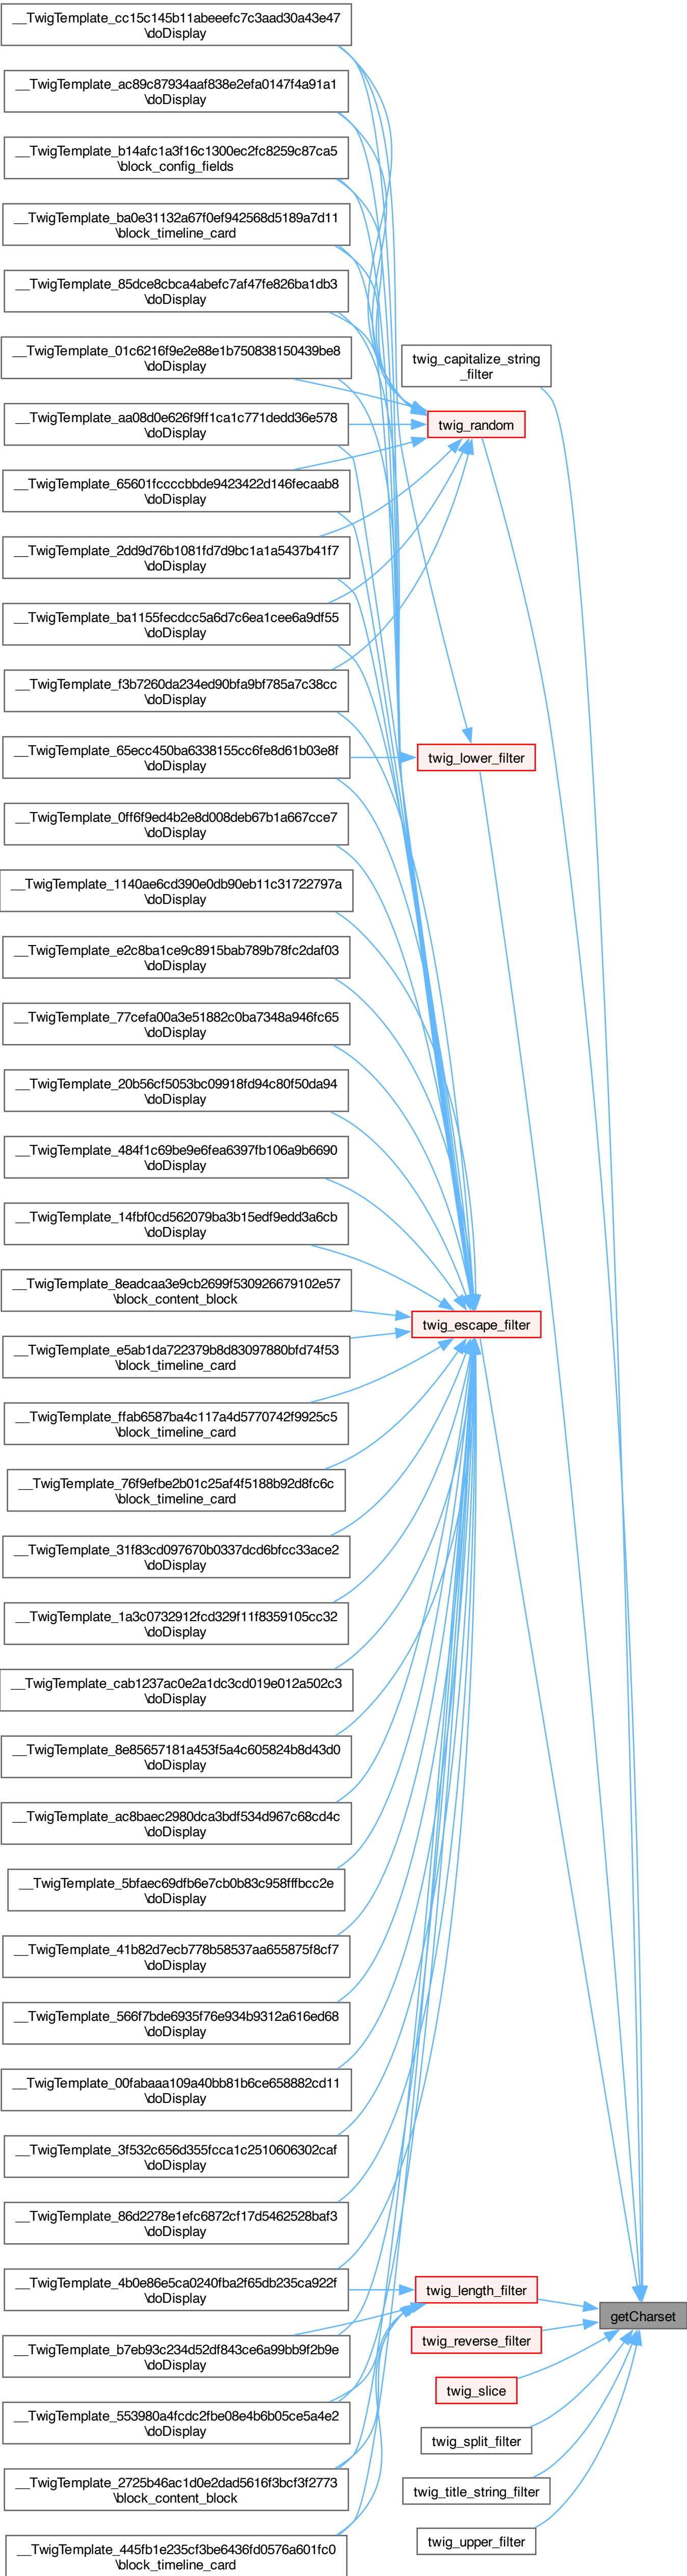 __TwigTemplate_cc15c145b11abeeefc7c3aad30a43e47
\doDisplay
__TwigTemplate_ac89c87934aaf838e2efa0147f4a91a1
\doDisplay
__TwigTemplate_b14afc1a3f16c1300ec2fc8259c87ca5
\block_config_fields
__TwigTemplate_ba0e31132a67f0ef942568d5189a7d11
\block_timeline_card
__TwigTemplate_85dce8cbca4abefc7af47fe826ba1db3
\doDisplay
__TwigTemplate_01c6216f9e2e88e1b750838150439be8
\doDisplay
__TwigTemplate_aa08d0e626f9ff1ca1c771dedd36e578
\doDisplay
__TwigTemplate_65601fccccbbde9423422d146fecaab8
\doDisplay
__TwigTemplate_2dd9d76b1081fd7d9bc1a1a5437b41f7
\doDisplay
__TwigTemplate_ba1155fecdcc5a6d7c6ea1cee6a9df55
\doDisplay
__TwigTemplate_f3b7260da234ed90bfa9bf785a7c38cc
\doDisplay
__TwigTemplate_65ecc450ba6338155cc6fe8d61b03e8f
\doDisplay
__TwigTemplate_0ff6f9ed4b2e8d008deb67b1a667cce7
\doDisplay
__TwigTemplate_1140ae6cd390e0db90eb11c31722797a
\doDisplay
__TwigTemplate_e2c8ba1ce9c8915bab789b78fc2daf03
\doDisplay
__TwigTemplate_77cefa00a3e51882c0ba7348a946fc65
\doDisplay
__TwigTemplate_20b56cf5053bc09918fd94c80f50da94
\doDisplay
__TwigTemplate_484f1c69be9e6fea6397fb106a9b6690
\doDisplay
__TwigTemplate_14fbf0cd562079ba3b15edf9edd3a6cb
\doDisplay
__TwigTemplate_8eadcaa3e9cb2699f530926679102e57
\block_content_block
__TwigTemplate_e5ab1da722379b8d83097880bfd74f53
\block_timeline_card
__TwigTemplate_ffab6587ba4c117a4d5770742f9925c5
\block_timeline_card
__TwigTemplate_76f9efbe2b01c25af4f5188b92d8fc6c
\block_timeline_card
__TwigTemplate_31f83cd097670b0337dcd6bfcc33ace2
\doDisplay
__TwigTemplate_1a3c0732912fcd329f11f8359105cc32
\doDisplay
__TwigTemplate_cab1237ac0e2a1dc3cd019e012a502c3
\doDisplay
__TwigTemplate_8e85657181a453f5a4c605824b8d43d0
\doDisplay
__TwigTemplate_ac8baec2980dca3bdf534d967c68cd4c
\doDisplay
__TwigTemplate_5bfaec69dfb6e7cb0b83c958fffbcc2e
\doDisplay
__TwigTemplate_41b82d7ecb778b58537aa655875f8cf7
\doDisplay
__TwigTemplate_566f7bde6935f76e934b9312a616ed68
\doDisplay
__TwigTemplate_00fabaaa109a40bb81b6ce658882cd11
\doDisplay
__TwigTemplate_3f532c656d355fcca1c2510606302caf
\doDisplay
__TwigTemplate_86d2278e1efc6872cf17d5462528baf3
\doDisplay
__TwigTemplate_4b0e86e5ca0240fba2f65db235ca922f
\doDisplay
__TwigTemplate_b7eb93c234d52df843ce6a99bb9f2b9e
\doDisplay
__TwigTemplate_553980a4fcdc2fbe08e4b6b05ce5a4e2
\doDisplay
__TwigTemplate_2725b46ac1d0e2dad5616f3bcf3f2773
\block_content_block
__TwigTemplate_445fb1e235cf3be6436fd0576a601fc0
\block_timeline_card
twig_capitalize_string
_filter
twig_random
twig_lower_filter
twig_escape_filter
twig_length_filter
twig_reverse_filter
twig_slice
twig_split_filter
twig_title_string_filter
twig_upper_filter
getCharset